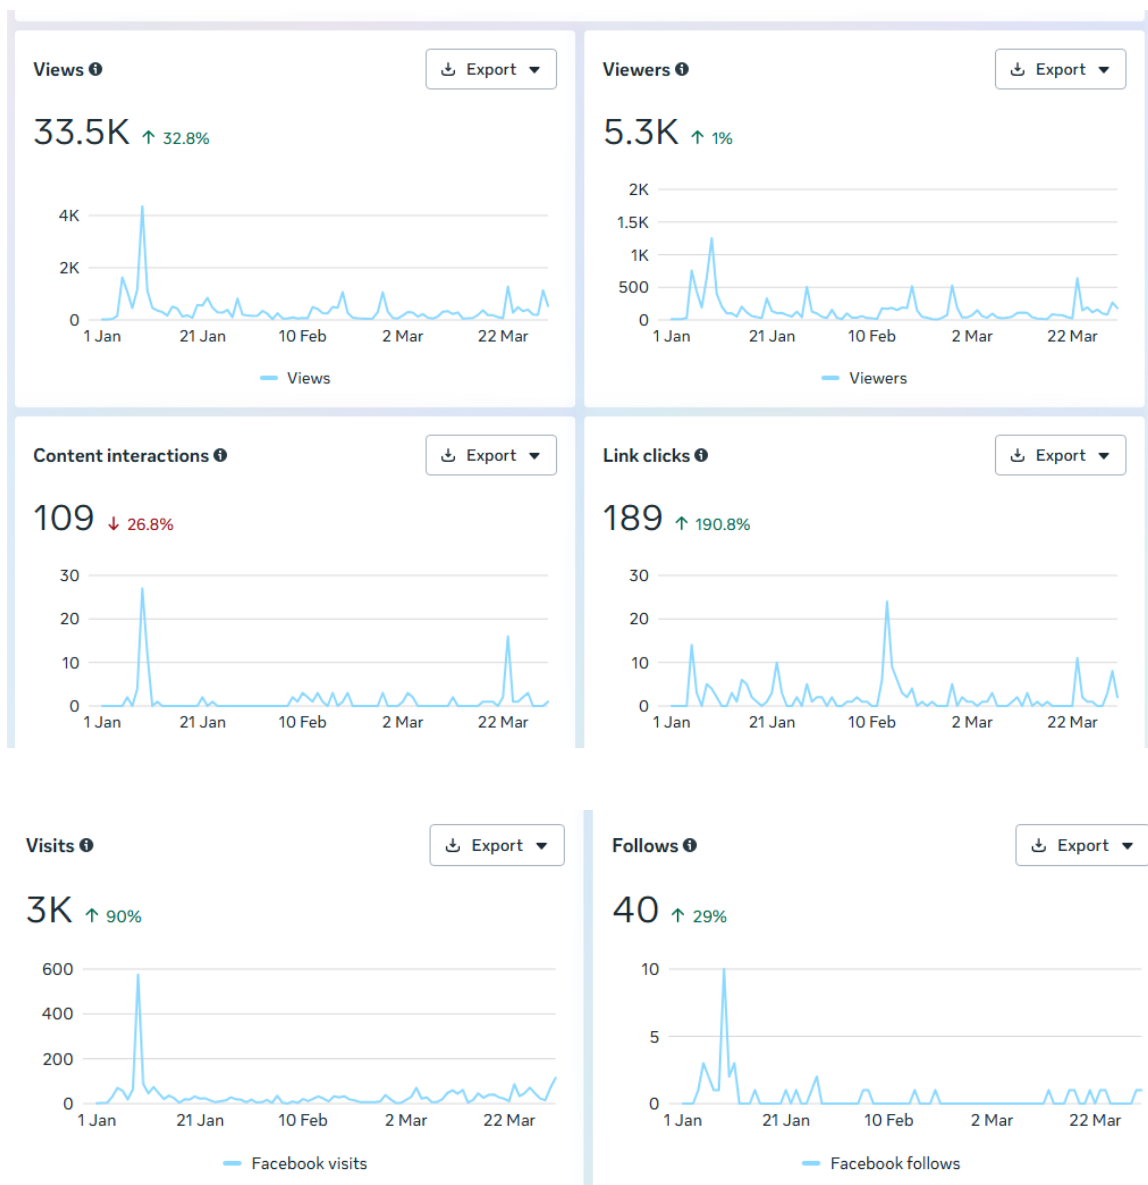 Views
Export
33.5K ↑ 32.8%
4K
2K
0
1 Jan 21 Jan 10 Feb 2 Mar 22 Mar
Views
Viewers
Export
5.3K ↑ 1%
2K
1.5K
1K
500
0
1 Jan 21 Jan 10 Feb 2 Mar 22 Mar
Viewers
Content interactions
Export
109 ↓ 26.8%
30
20
10
0
1 Jan 21 Jan 10 Feb 2 Mar 22 Mar
Link clicks
Export
189 ↑ 190.8%
30
20
10
0
1 Jan 21 Jan 10 Feb 2 Mar 22 Mar
Visits
Export
3K ↑ 90%
600
400
200
0
1 Jan 21 Jan 10 Feb 2 Mar 22 Mar
Facebook visits
Follows
Export
40 ↑ 29%
10
5
0
1 Jan 21 Jan 10 Feb 2 Mar 22 Mar
Facebook follows